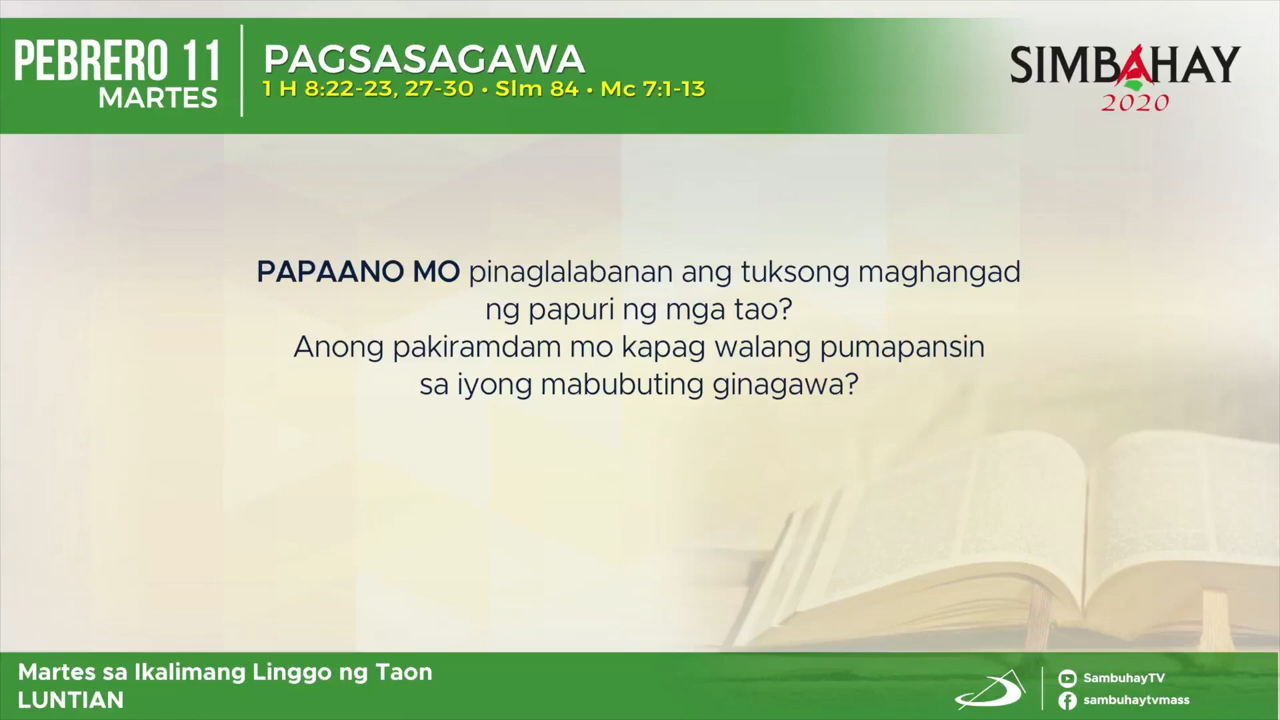 PEBRERO 11
MARTES
PAGSASAGAWA
1 H 8:22-23, 27-30 • Slm 84 • Mc 7:1-13
SIMBAHAY
2020
PAPAANO MO pinaglalabanan ang tuksong maghangad
ng papuri ng mga tao?
Anong pakiramdam mo kapag walang pumapansin
sa iyong mabubuting ginagawa?
Martes sa Ikalimang Linggo ng Taon
LUNTIAN
SambuhayTV
sambuhaytvmass